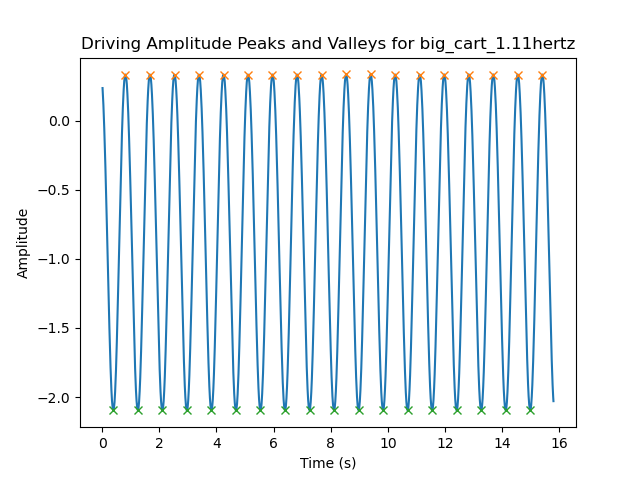 Driving Amplitude Peaks and Valleys for big_cart_1.11hertz
0.0
−0.5
−1.0
−1.5
−2.0
Amplitude
0 2 4 6 8 10 12 14 16
Time (s)